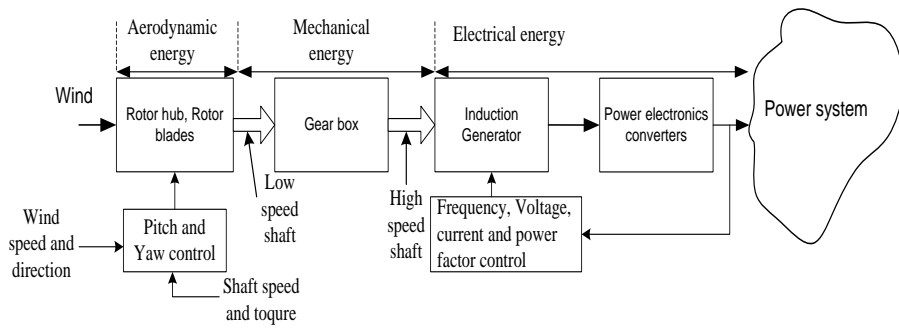 Aerodynamic
energy
Mechanical
energy
Electrical energy
Wind
Rotor hub, Rotor
blades
Gear box
Induction
Generator
Power electronics
converters
Power system
Low
speed
shaft
High
speed
shaft
Frequency, Voltage,
current and power
factor control
Wind
speed and
direction
Pitch and
Yaw control
Shaft speed
and toqure